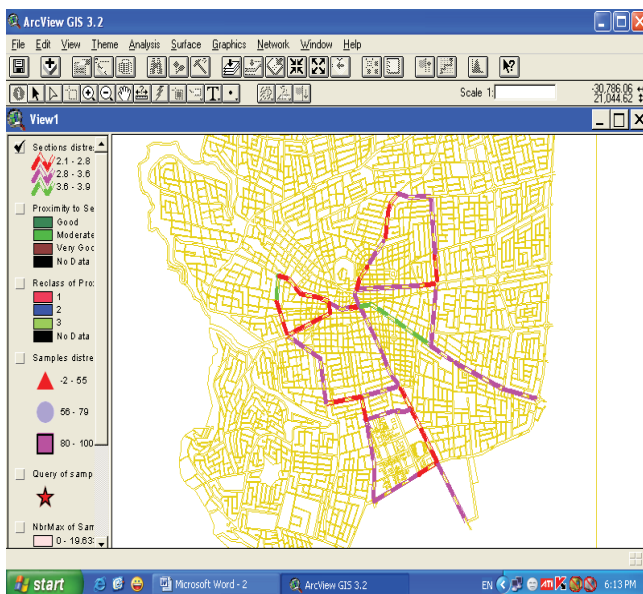 ArcView GIS 3.2
File Edit View Theme Analysis Surface Graphics Network Window Help
Scale 1: -30,786.06
21,044.62
View1
Sections distre
2.1 - 2.8
2.8 - 3.6
3.6 - 3.9
Proximity to Se
Good
Moderate
Very Goo
No Data
Reclass of Pro
1
2
3
No Data
Samples distre
-2 - 55
56 - 79
80 - 100
Query of samp
NbrMax of Sam
0 - 19.63
start Microsoft Word - 2 ArcView GIS 3.2 EN 6:13 PM